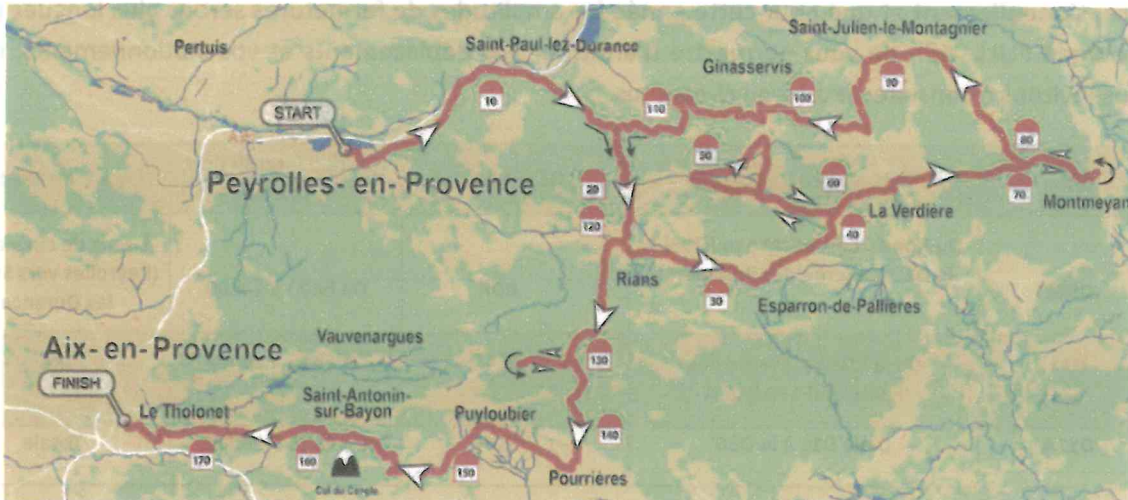 Pertuis
Saint-Paul-lez-Durance
Saint-Julien-le-Montagnier
Ginasservis
START
10
110
100
90
Peyrolles-en-Provence
20
50
60
80
70
Montmeyan
120
La Verdière
40
Rians
30
Esparron-de-Pallieres
Aix-en-Provence
Vauvenargues
130
FINISH
Le Tholonet
Saint-Antonin-
sur-Bayon
Puyloubier
140
170
160
150
Pourrières
Col du Cengle